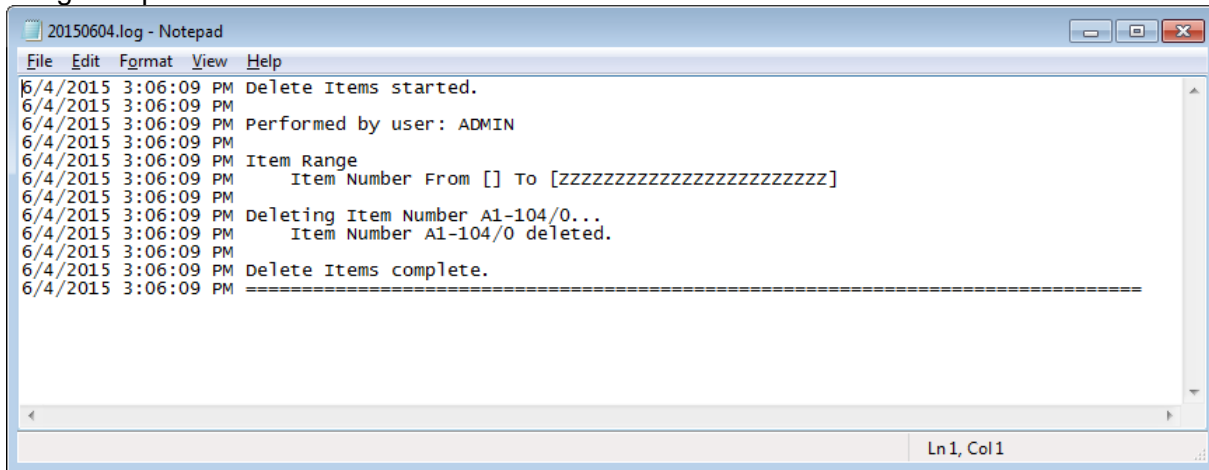 20150604.log - Notepad
File Edit Format View Help
6/4/2015 3:06:09 PM Delete Items started.
6/4/2015 3:06:09 PM
6/4/2015 3:06:09 PM Performed by user: ADMIN
6/4/2015 3:06:09 PM
6/4/2015 3:06:09 PM Item Range
6/4/2015 3:06:09 PM     Item Number From [] To [ZZZZZZZZZZZZZZZZZZZZZZZZ]
6/4/2015 3:06:09 PM
6/4/2015 3:06:09 PM Deleting Item Number A1-104/0...
6/4/2015 3:06:09 PM     Item Number A1-104/0 deleted.
6/4/2015 3:06:09 PM
6/4/2015 3:06:09 PM Delete Items complete.
6/4/2015 3:06:09 PM ================================================================================
Ln 1, Col 1